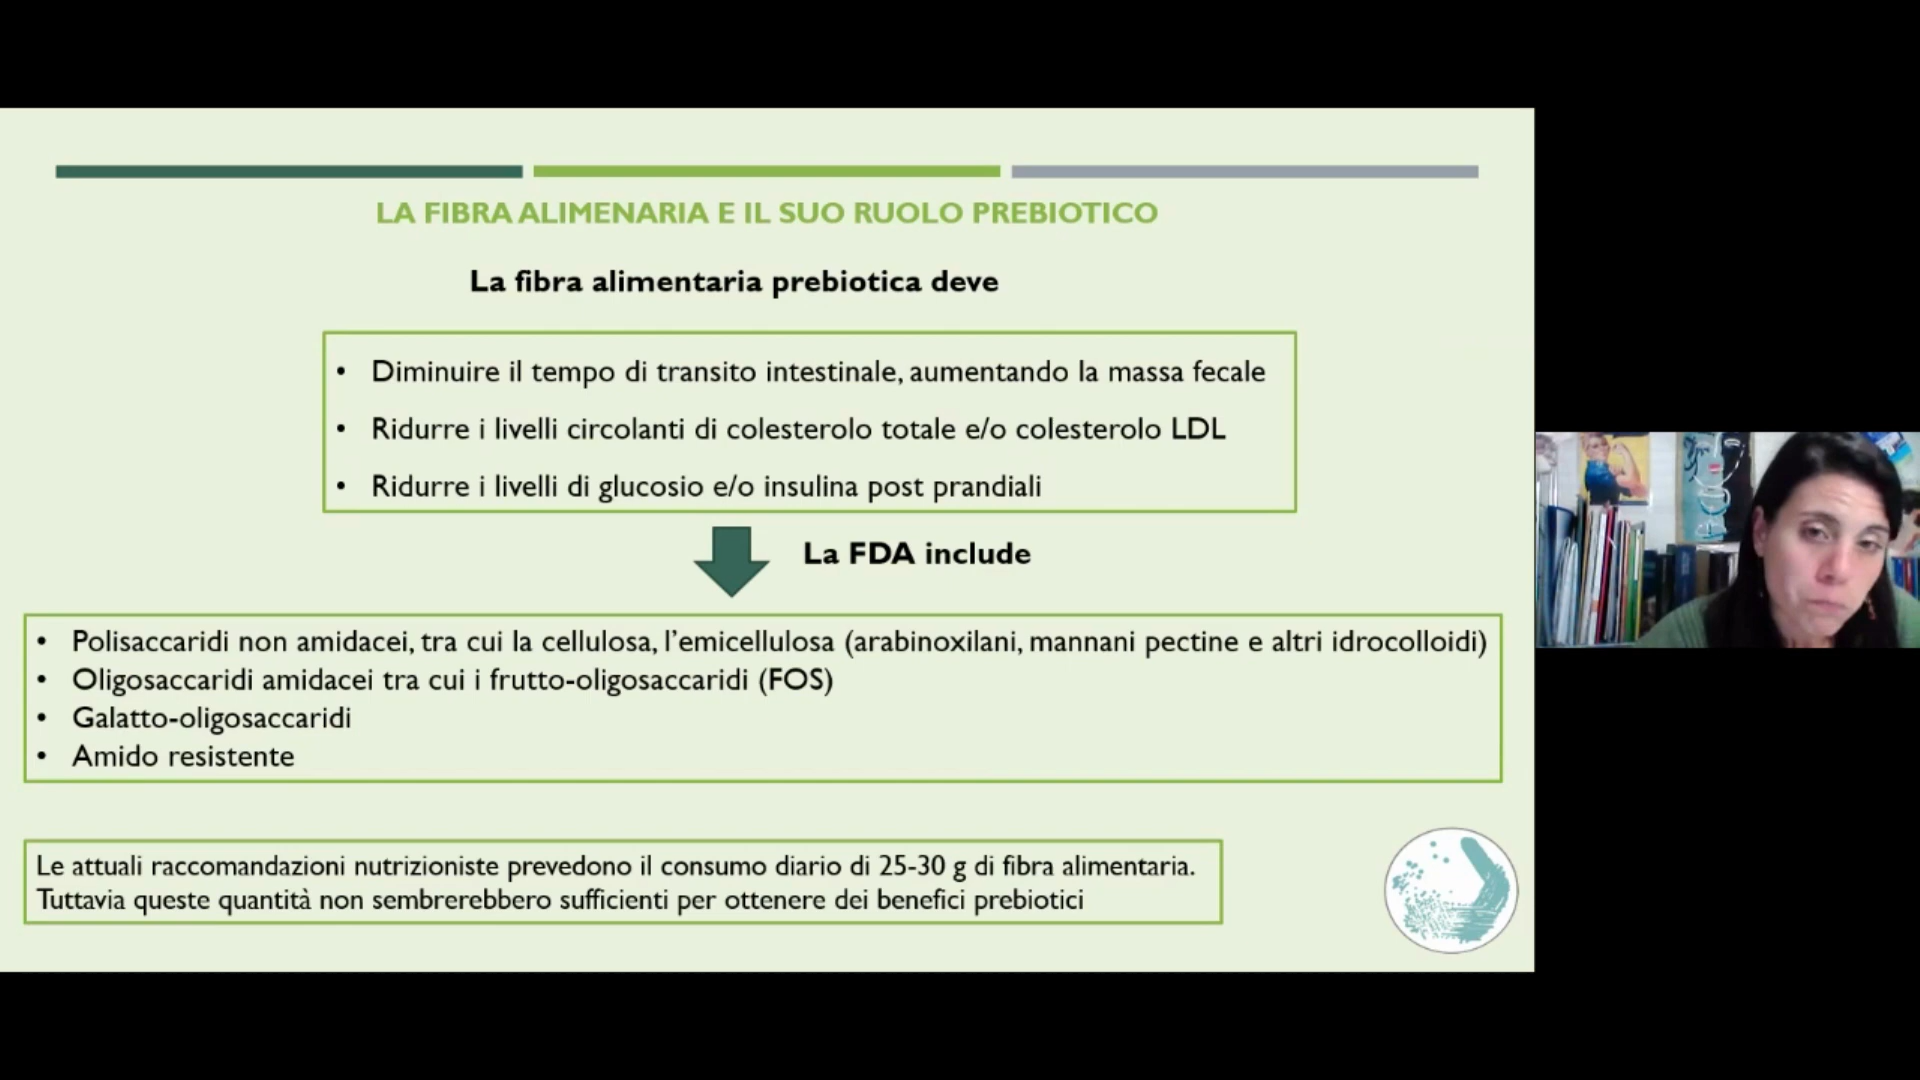 LA FIBRA ALIMENARIA E IL SUO RUOLO PREBIOTICO
La fibra alimentaria prebiotica deve
• Diminuire il tempo di transito intestinale, aumentando la massa fecale
• Ridurre i livelli circolanti di colesterolo totale e/o colesterolo LDL
• Ridurre i livelli di glucosio e/o insulina post prandiali
La FDA include
• Polisaccaridi non amidacei, tra cui la cellulosa, l'emicellulosa (arabinoxilani, mannani pectine e altri idrocolloidi)
• Oligosaccaridi amidacei tra cui i frutto-oligosaccaridi (FOS)
• Galatto-oligosaccaridi
• Amido resistente
Le attuali raccomandazioni nutrizioniste prevedono il consumo diario di 25-30 g di fibra alimentaria.
Tuttavia queste quantità non sembrerebbero sufficienti per ottenere dei benefici prebiotici